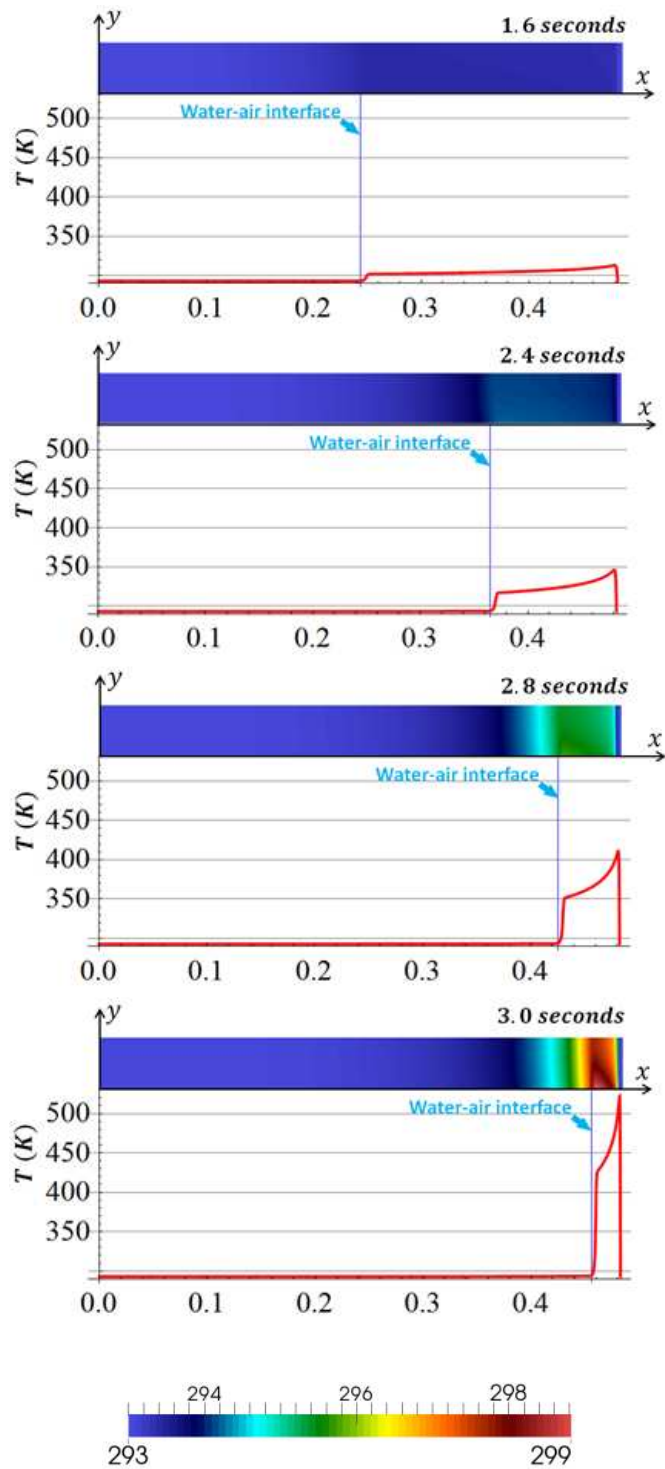 y
1.6 seconds
x
Water-air interface
T (K)
500
450
400
350
0.0 0.1 0.2 0.3 0.4
y
2.4 seconds
x
Water-air interface
T (K)
500
450
400
350
0.0 0.1 0.2 0.3 0.4
y
2.8 seconds
x
Water-air interface
T (K)
500
450
400
350
0.0 0.1 0.2 0.3 0.4
y
3.0 seconds
x
Water-air interface
T (K)
500
450
400
350
0.0 0.1 0.2 0.3 0.4
294 296 298
293 299